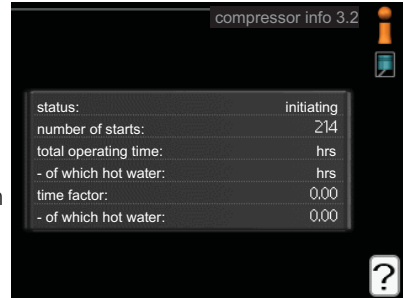 compressor info 3.2
status: initiating
number of starts: 214
total operating time: hrs
- of which hot water: hrs
time factor: 0.00
- of which hot water: 0.00
n
?